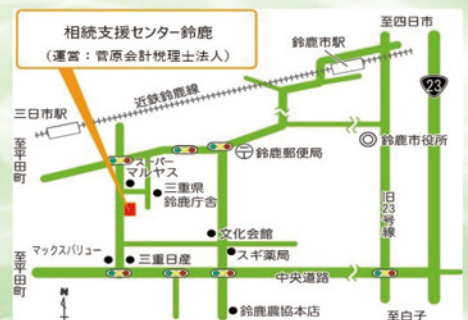 相続支援センター鈴鹿
(運営：菅原会計税理士法人)
至四日市
鈴鹿市駅
23
近鉄鈴鹿線
三日市駅
至平田町
鈴鹿市役所
鈴鹿郵便局
スーパー
マルヤス
三重県
鈴鹿庁舎
旧23号線
文化会館
スギ薬局
マックスバリュー
三重日産
中央道路
至平田町
N
鈴鹿農協本店
至白子